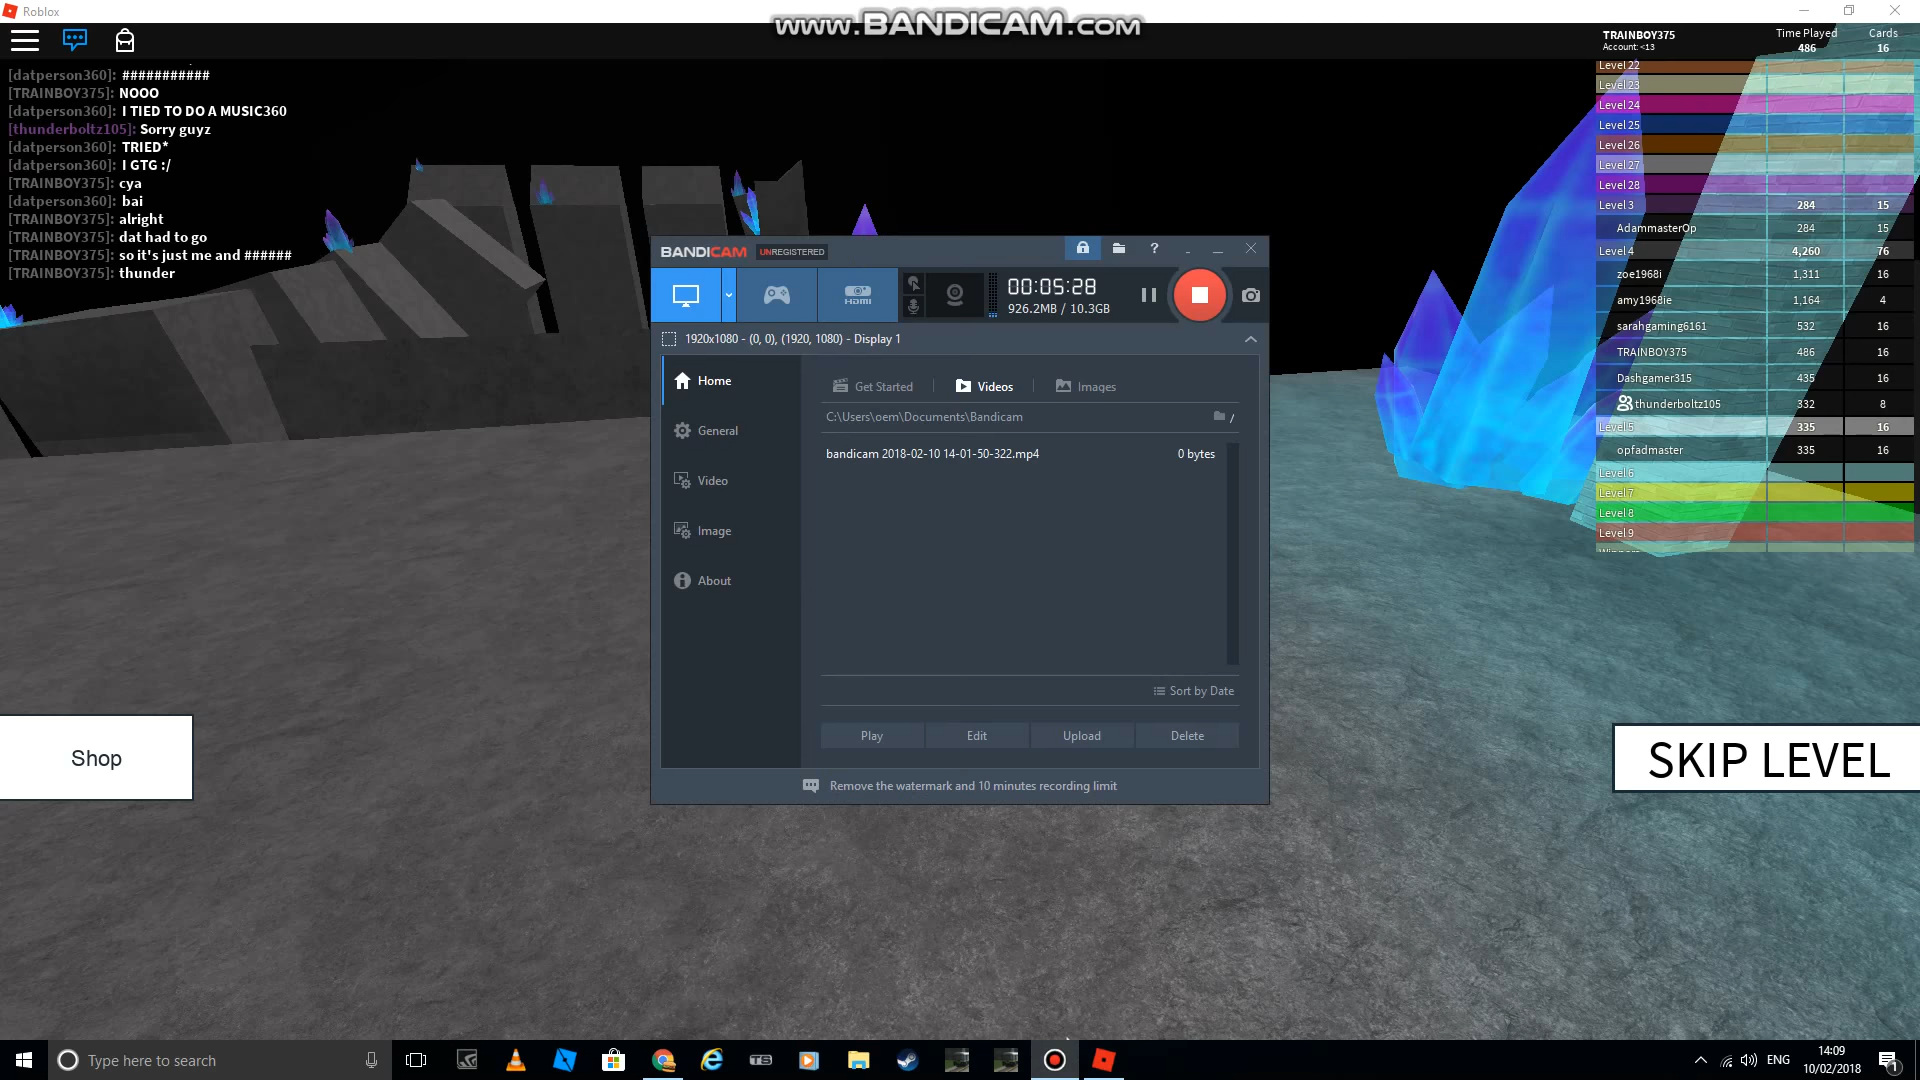 Roblox
www.BANDICAM.com
[datperson360]: ###########
[TRAINBOY375]: NOOO
[datperson360]: I TIED TO DO A MUSIC360
[thunderboltz105]: Sorry guyz
[datperson360]: TRIED*
[datperson360]: I GTG :/
[TRAINBOY375]: cya
[datperson360]: bai
[TRAINBOY375]: alright
[TRAINBOY375]: dat had to go
[TRAINBOY375]: so it's just me and ######
[TRAINBOY375]: thunder
TRAINBOY375 Time Played Cards
Account: <13 486 16
Level 22
Level 23
Level 24
Level 25
Level 26
Level 27
Level 28
Level 3 284 15
AdammasterOp 284 15
Level 4 4,260 76
zoe1968i 1,311 16
amy1968ie 1,164 4
sarahgaming6161 532 16
TRAINBOY375 486 16
Dashgamer315 435 16
thunderboltz105 332 8
Level 5 335 16
opfadmaster 335 16
Level 6
Level 7
Level 8
Level 9
BANDICAM UNREGISTERED ?
HDMI
00:05:28
926.2MB / 10.3GB
1920x1080 - (0, 0), (1920, 1080) - Display 1
Home
General
Video
Image
About
Get Started Videos Images
C:\Users\oem\Documents\Bandicam /
bandicam 2018-02-10 14-01-50-322.mp4 0 bytes
Sort by Date
Play Edit Upload Delete
Remove the watermark and 10 minutes recording limit
Shop
SKIP LEVEL
Type here to search
TS
ENG
14:09
10/02/2018
1